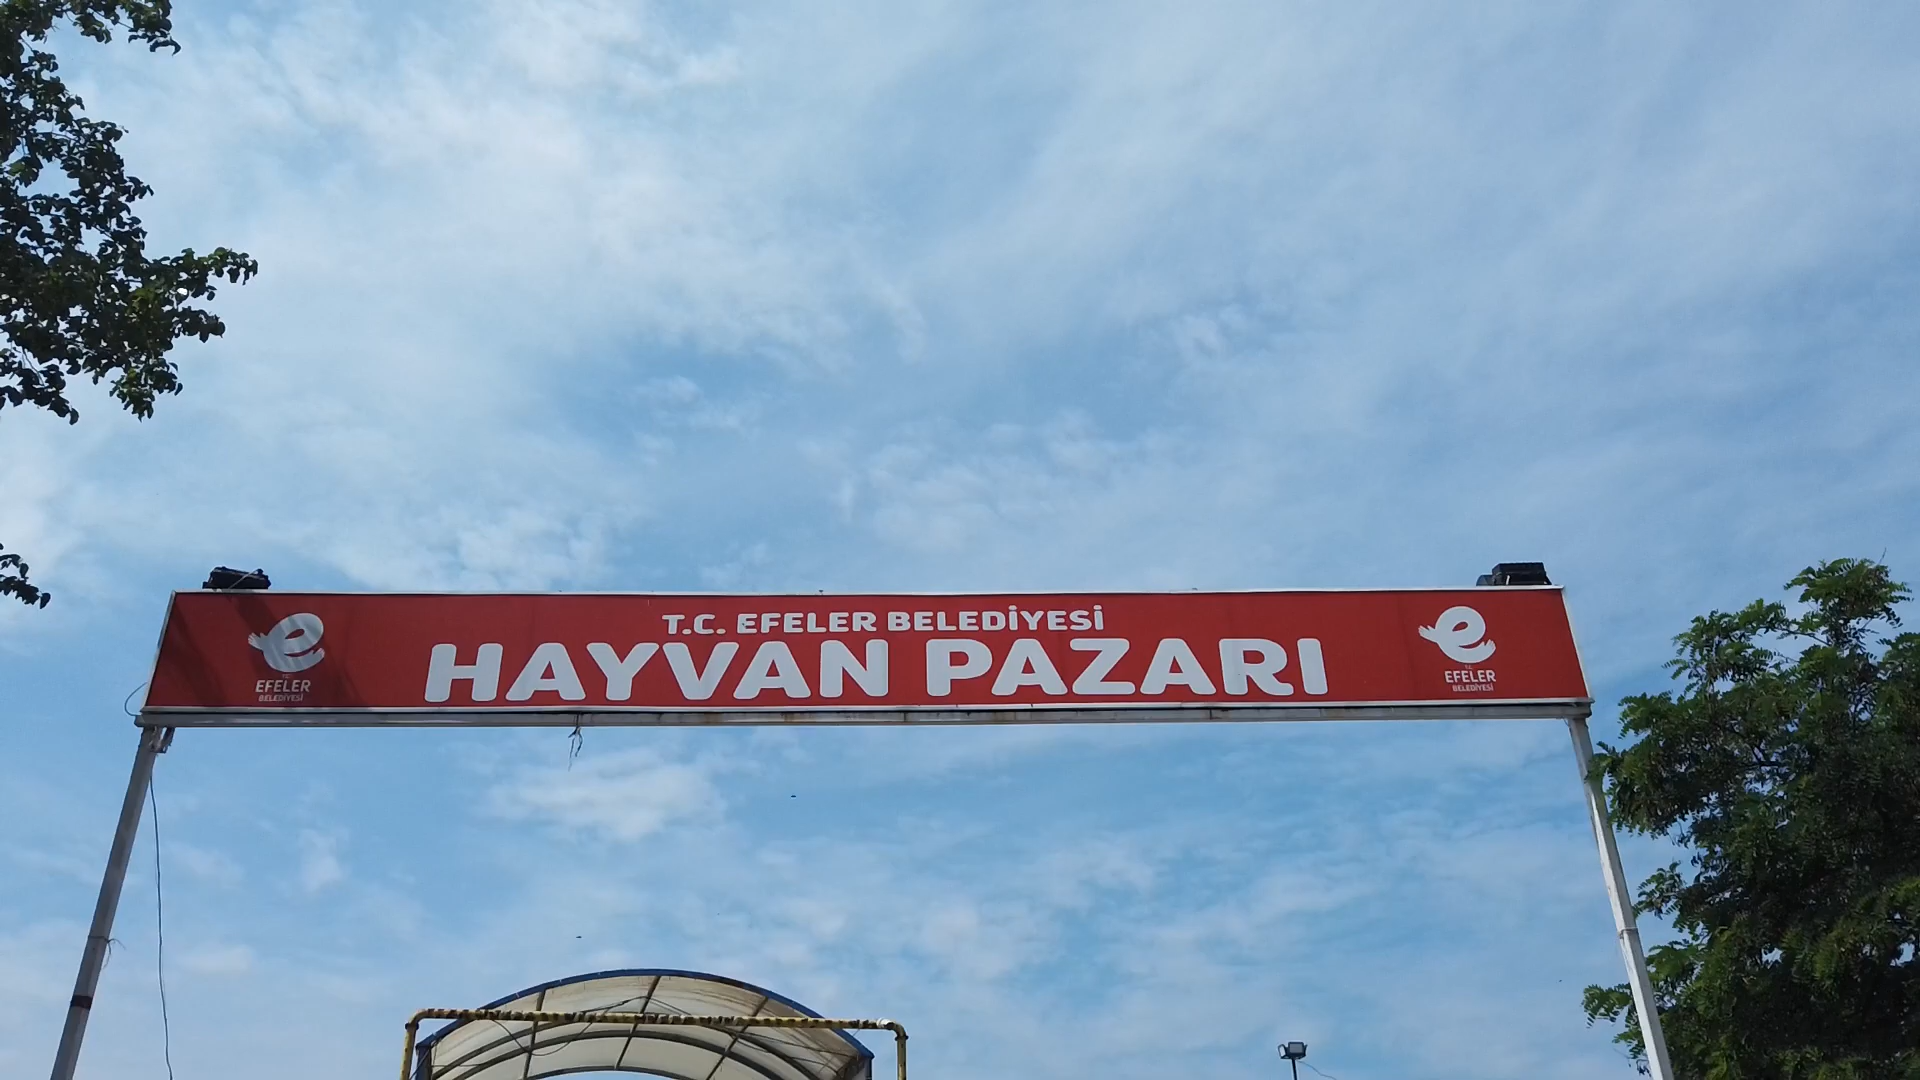 T.C. EFELER BELEDİYESİ
HAYVAN PAZARI
T.C.
EFELER
BELEDİYESİ
T.C.
EFELER
BELEDİYESİ